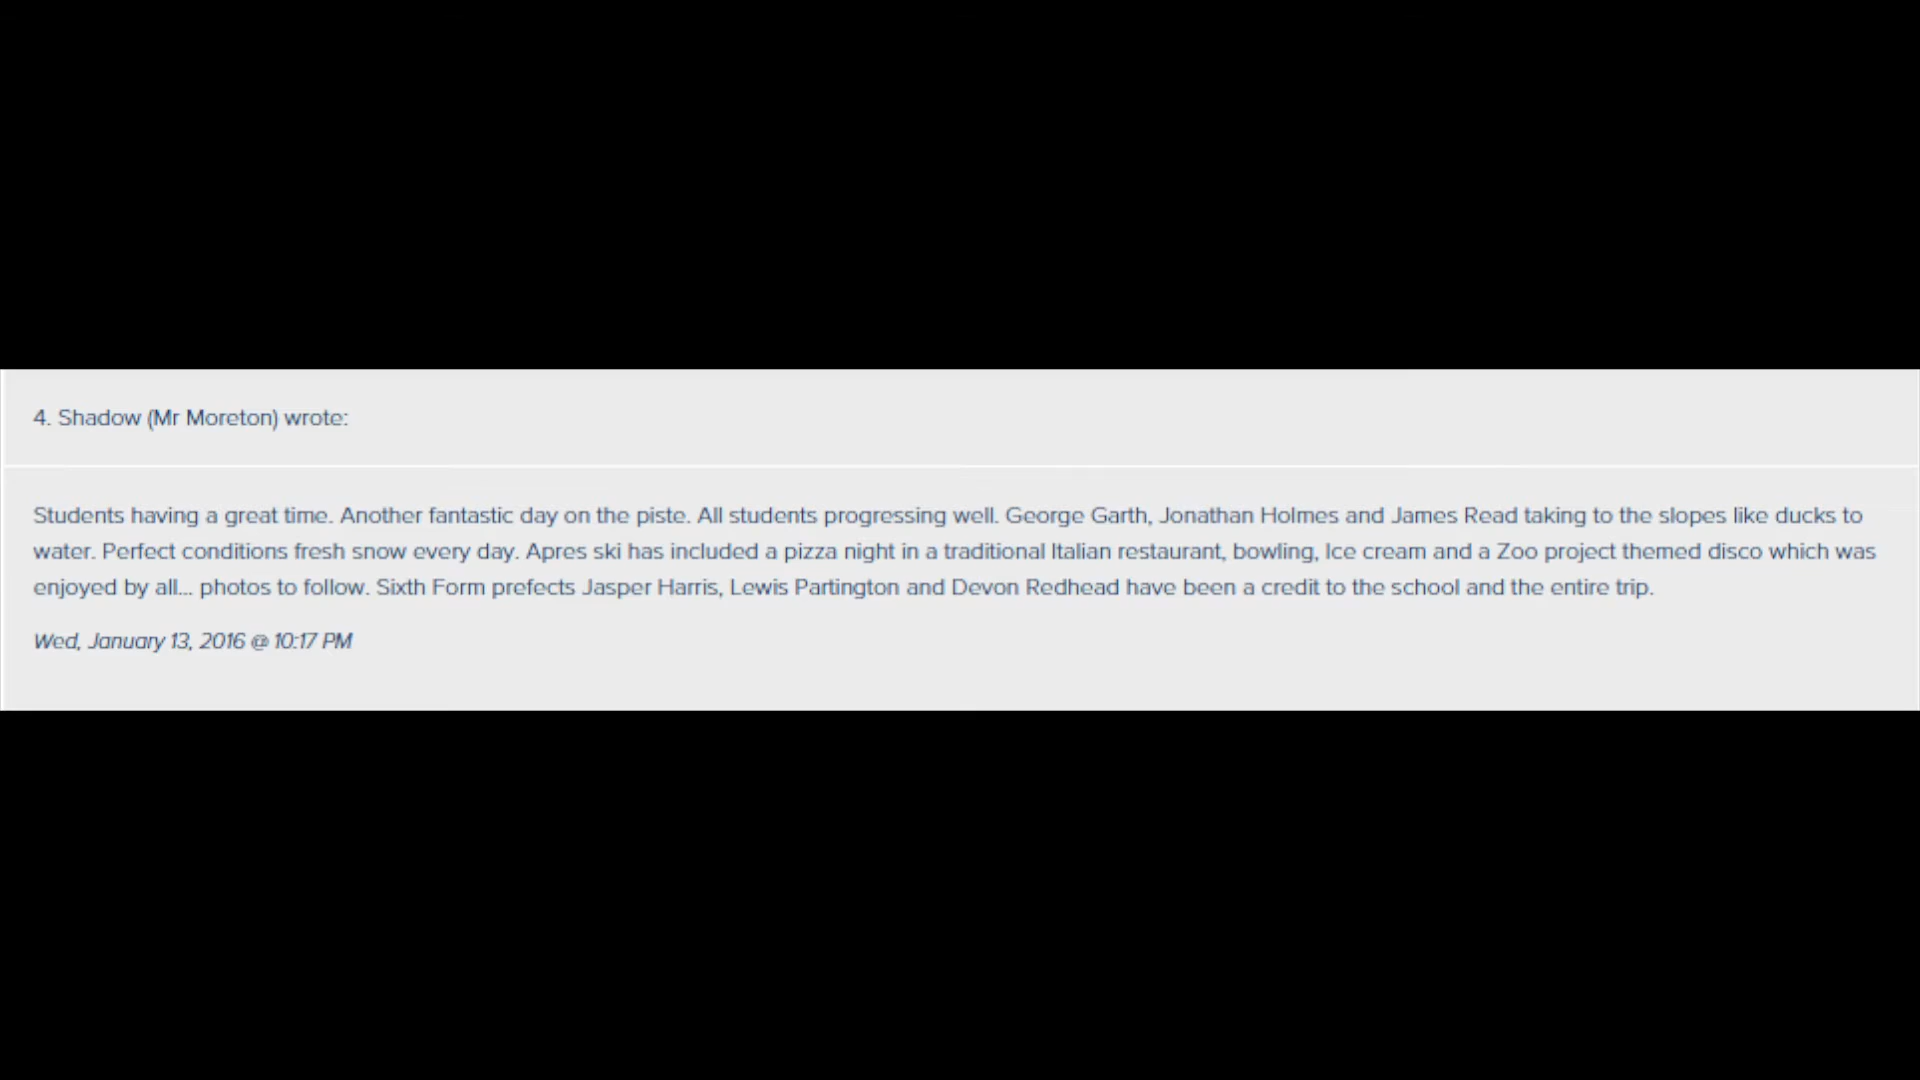 4. Shadow (Mr Moreton) wrote:
Students having a great time. Another fantastic day on the piste. All students progressing well. George Garth, Jonathan Holmes and James Read taking to the slopes like ducks to
water. Perfect conditions fresh snow every day. Apres ski has included a pizza night in a traditional Italian restaurant, bowling, Ice cream and a Zoo project themed disco which was
enjoyed by all... photos to follow. Sixth Form prefects Jasper Harris, Lewis Partington and Devon Redhead have been a credit to the school and the entire trip.
Wed, January 13, 2016 @ 10:17 PM